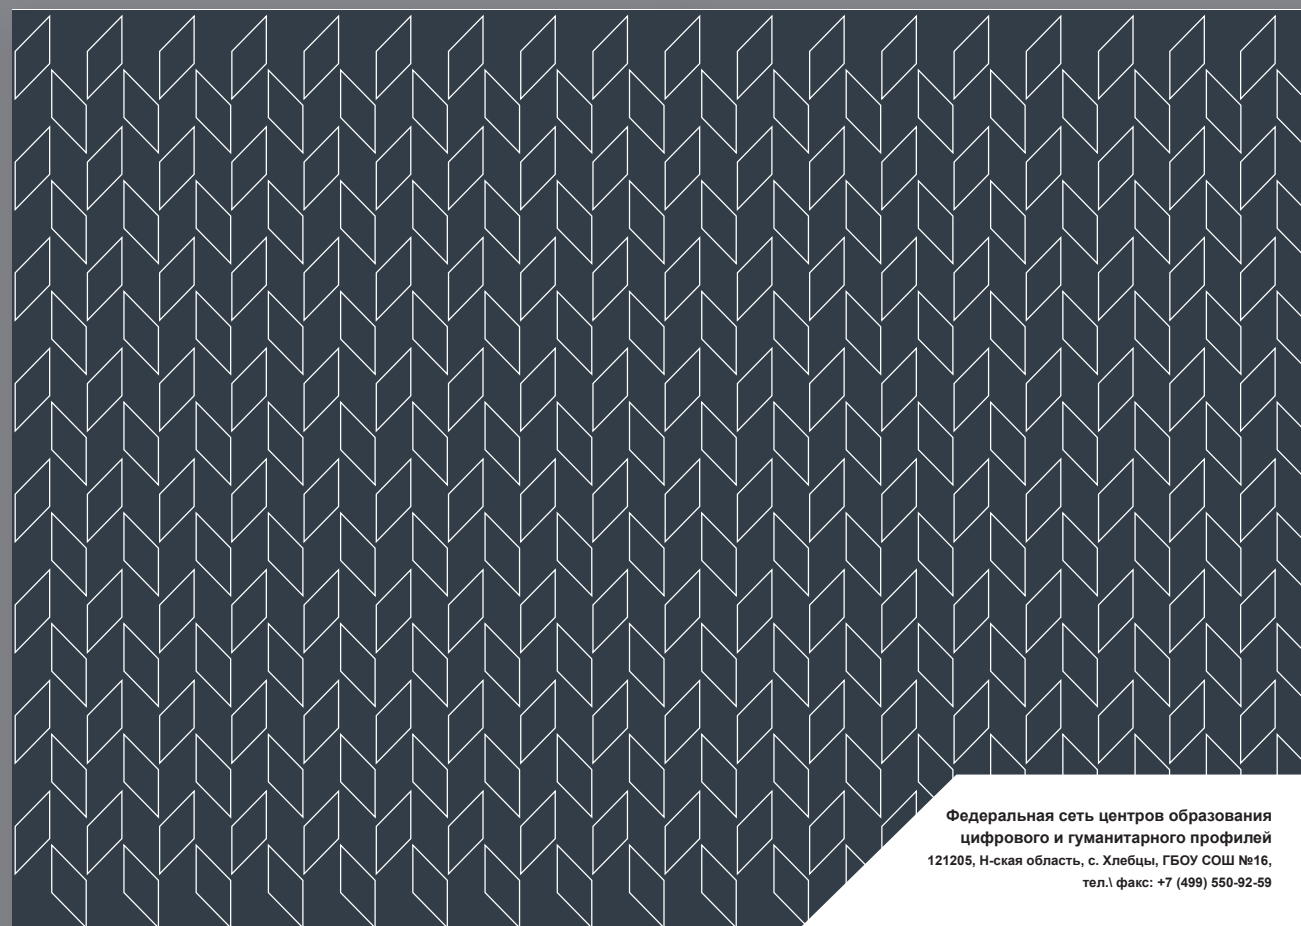 Федеральная сеть центров образования
цифрового и гуманитарного профилей
121205, Н-ская область, с. Хлебцы, ГБОУ СОШ №16,
тел.\ факс: +7 (499) 550-92-59